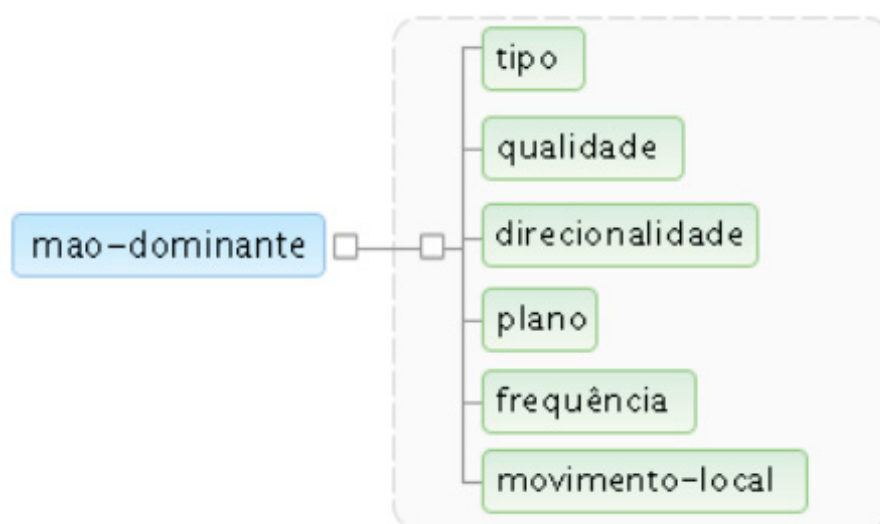 tipo
qualidade
direcionalidade
mao-dominante
plano
frequência
movimento-local